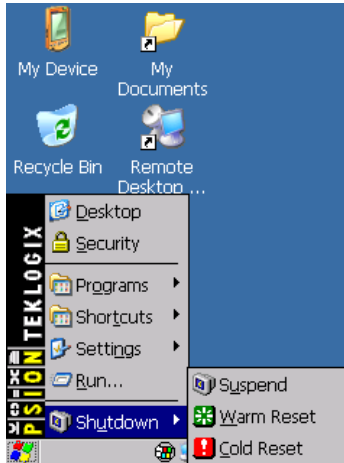 My Device
My
Documents
Recycle Bin
Remote
Desktop ...
PSION TEKLOGIX
Desktop
Security
Programs
Shortcuts
Settings
Run...
Shutdown
Suspend
Warm Reset
Cold Reset